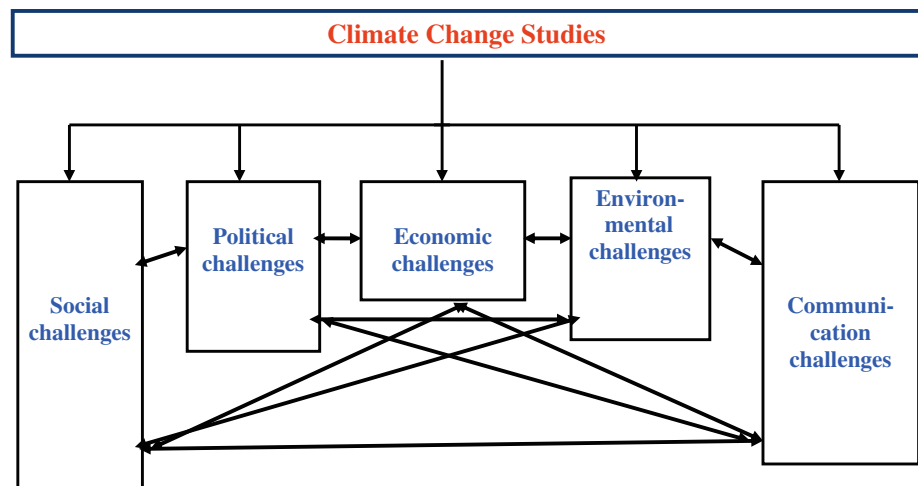 Climate Change Studies
Social
challenges
Political
challenges
Economic
challenges
Environ-
mental
challenges
Communi-
cation
challenges